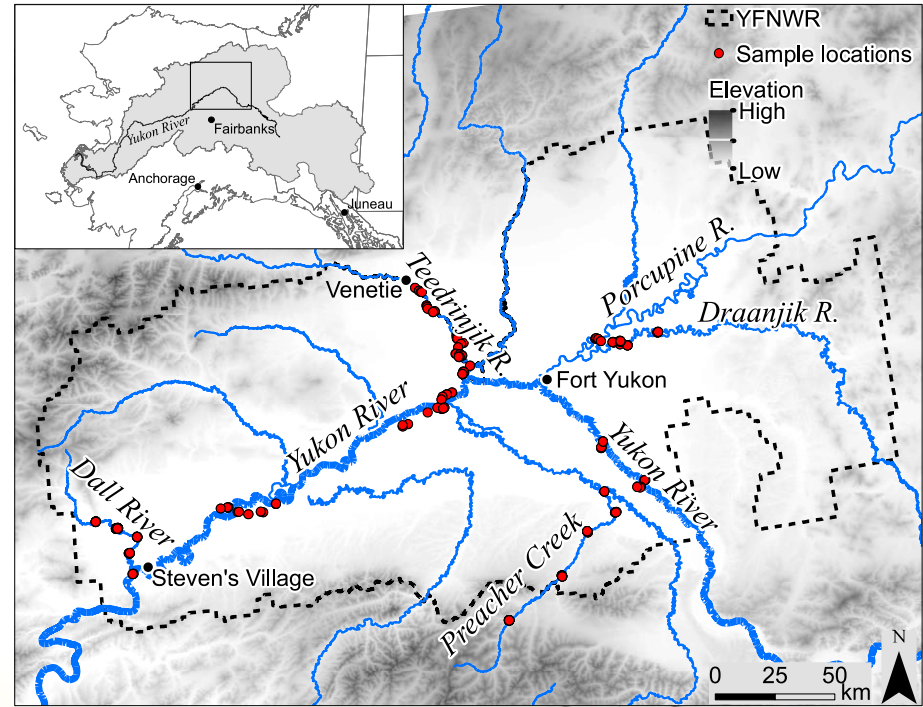 YFNWR
Sample locations
Elevation
High
Low
Yukon River
Fairbanks
Anchorage
Juneau
Porcupine R.
Teedrinjik R.
Venetie
Draanjik R.
Fort Yukon
Yukon River
Yukon River
Dall River
Steven's Village
Preacher Creek
N
0 25 50
km